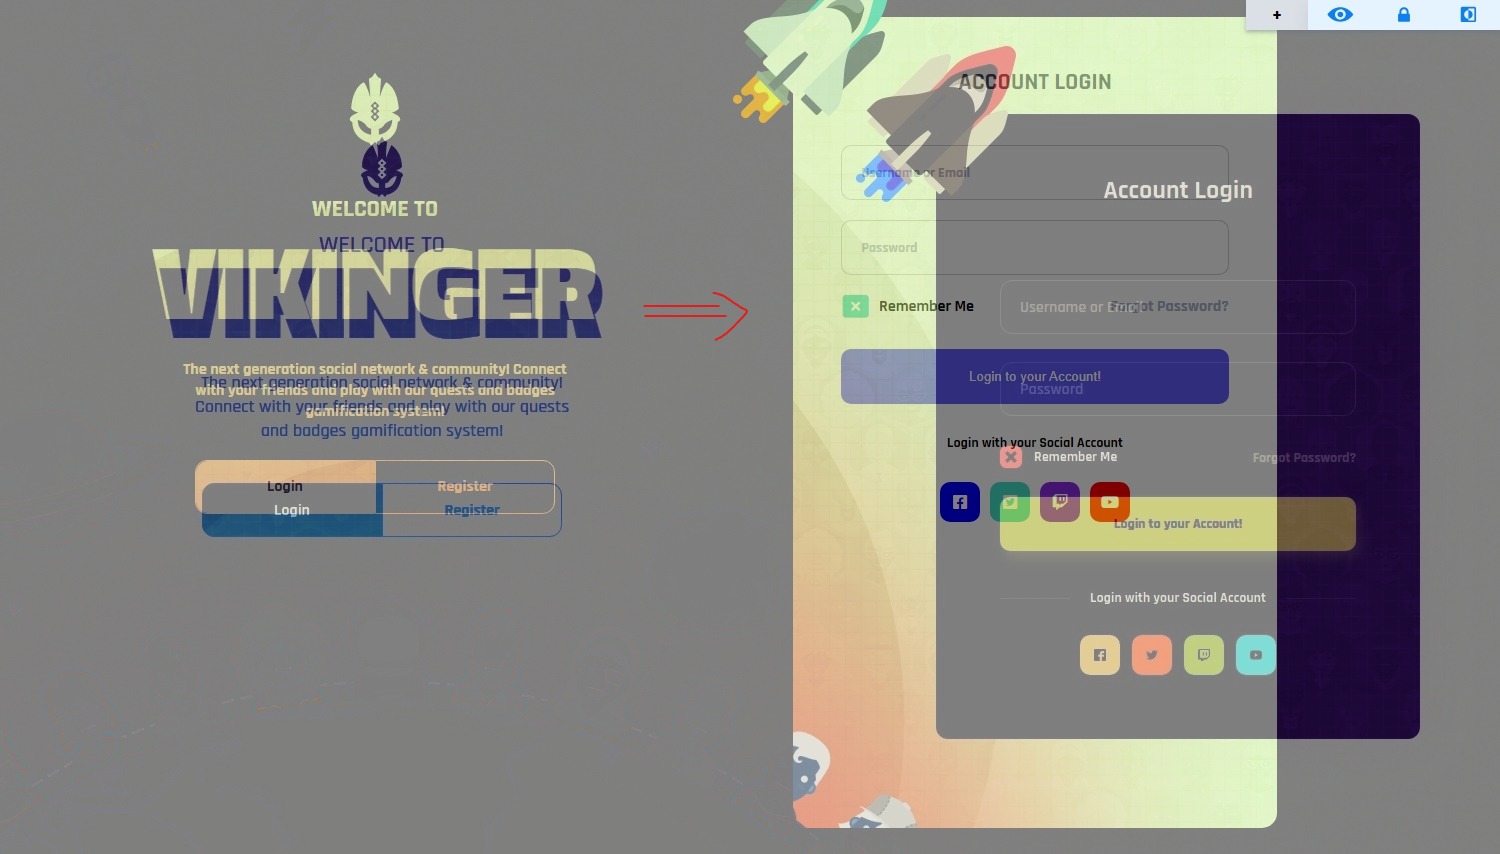 +
WELCOME TO
WELCOME TO
VIKINGER
VIKINGER
The next generation social network & community! Connect
with your friends and play with our quests and badges
gamification system!
The next generation social network & community!
Connect with your friends and play with our quests
and badges gamification system!
Login
Register
Login
Register
ACCOUNT LOGIN
Username or Email
Password
Remember Me
Forgot Password?
Login to your Account!
Login with your Social Account
Account Login
Username or Email
Password
Remember Me
Forgot Password?
Login to your Account!
Login with your Social Account